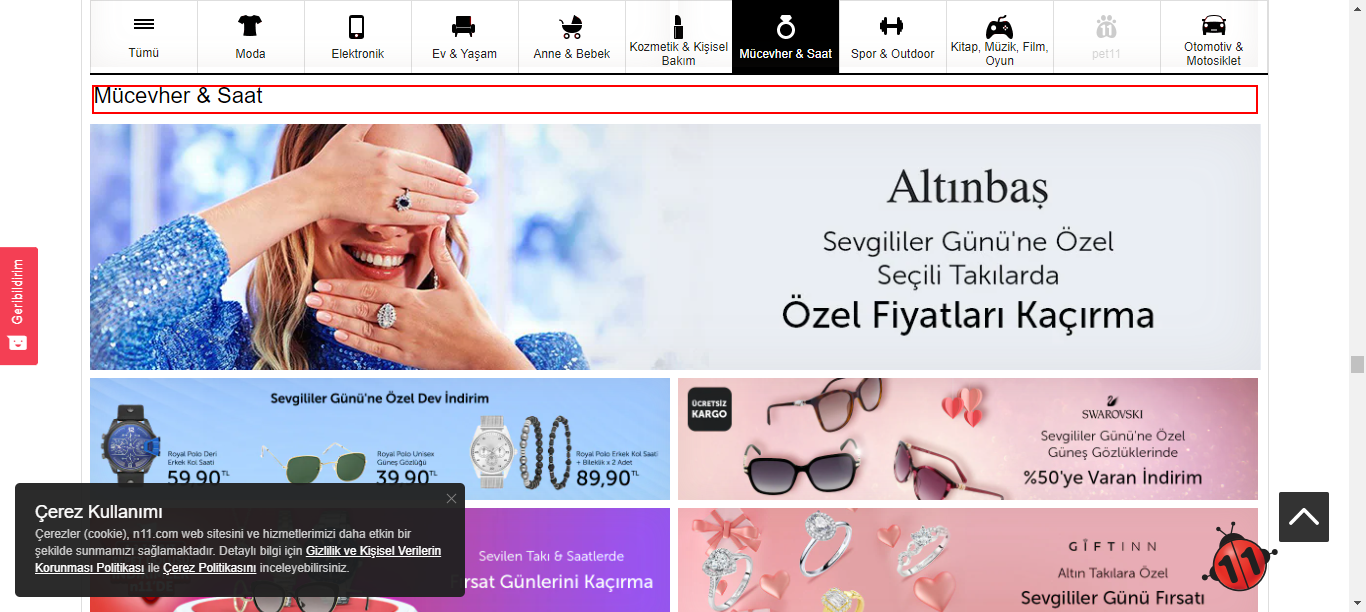 Tümü
Moda
Elektronik
Ev & Yaşam
Anne & Bebek
Kozmetik & Kişisel
Bakım
Mücevher & Saat
Spor & Outdoor
Kitap, Müzik, Film,
Oyun
pet11
Otomotiv &
Motosiklet
Mücevher & Saat
Altınbaş
Sevgililer Günü'ne Özel
Seçili Takılarda
Özel Fiyatları Kaçırma
Geribildirim
Sevgililer Günü'ne Özel Dev İndirim
Royal Polo Deri
Erkek Kol Saati
59,90 TL
Royal Polo Unisex
Güneş Gözlüğü
39,90 TL
Royal Polo Erkek Kol Saati
+ Bileklik x 2 Adet
89,90 TL
ÜCRETSİZ
KARGO
SWAROVSKI
Sevgililer Günü'ne Özel
Güneş Gözlüklerinde
%50'ye Varan İndirim
Çerez Kullanımı
Çerezler (cookie), n11.com web sitesini ve hizmetlerimizi daha etkin bir
şekilde sunmamızı sağlamaktadır. Detaylı bilgi için Gizlilik ve Kişisel Verilerin
Korunması Politikası ile Çerez Politikasını inceleyebilirsiniz.
Sevilen Takı & Saatlerde
Fırsat Günlerini Kaçırma
GIFTINN
Altın Takılara Özel
Sevgililer Günü Fırsatı
11